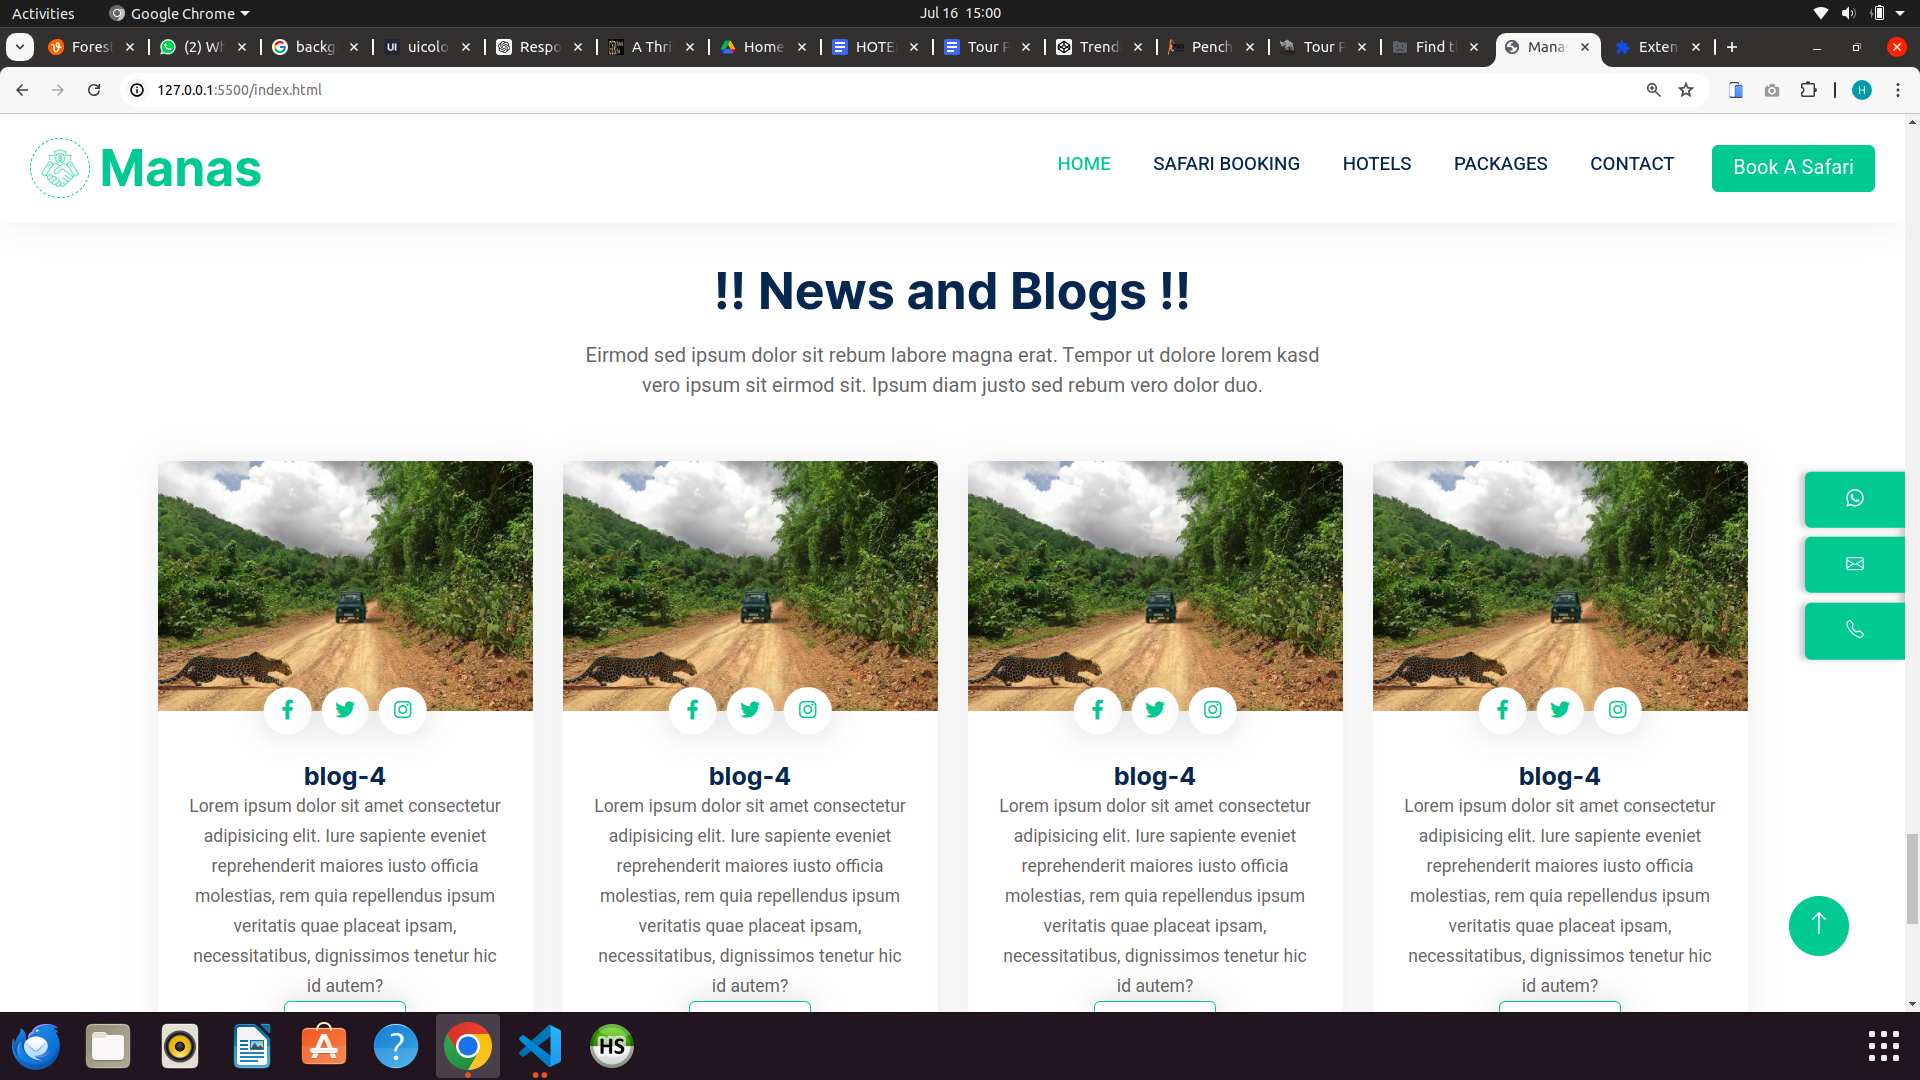 Activities
Google Chrome
Jul 16 15:00
Forest
(2) Wh
backg
uicolo
Respo
A Thri
Home
HOTE
Tour P
Trend
Pench
Tour P
Find t
Mana
Exten
127.0.0.1:5500/index.html
H
Manas
HOME
SAFARI BOOKING
HOTELS
PACKAGES
CONTACT
Book A Safari
!! News and Blogs !!
Eirmod sed ipsum dolor sit rebum labore magna erat. Tempor ut dolore lorem kasd
vero ipsum sit eirmod sit. Ipsum diam justo sed rebum vero dolor duo.
blog-4
Lorem ipsum dolor sit amet consectetur
adipisicing elit. Iure sapiente eveniet
reprehenderit maiores iusto officia
molestias, rem quia repellendus ipsum
veritatis quae placeat ipsam,
necessitatibus, dignissimos tenetur hic
id autem?
blog-4
Lorem ipsum dolor sit amet consectetur
adipisicing elit. Iure sapiente eveniet
reprehenderit maiores iusto officia
molestias, rem quia repellendus ipsum
veritatis quae placeat ipsam,
necessitatibus, dignissimos tenetur hic
id autem?
blog-4
Lorem ipsum dolor sit amet consectetur
adipisicing elit. Iure sapiente eveniet
reprehenderit maiores iusto officia
molestias, rem quia repellendus ipsum
veritatis quae placeat ipsam,
necessitatibus, dignissimos tenetur hic
id autem?
blog-4
Lorem ipsum dolor sit amet consectetur
adipisicing elit. Iure sapiente eveniet
reprehenderit maiores iusto officia
molestias, rem quia repellendus ipsum
veritatis quae placeat ipsam,
necessitatibus, dignissimos tenetur hic
id autem?
HS